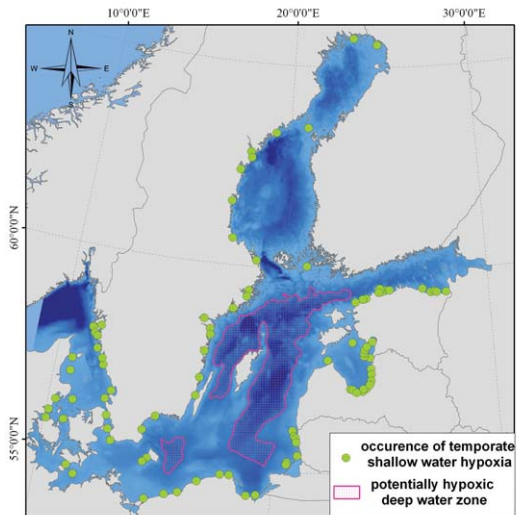 10°0'0"E
20°0'0"E
30°0'0"E
N
W
E
S
60°0'0"N
55°0'0"N
occurence of temporate
shallow water hypoxia
potentially hypoxic
deep water zone